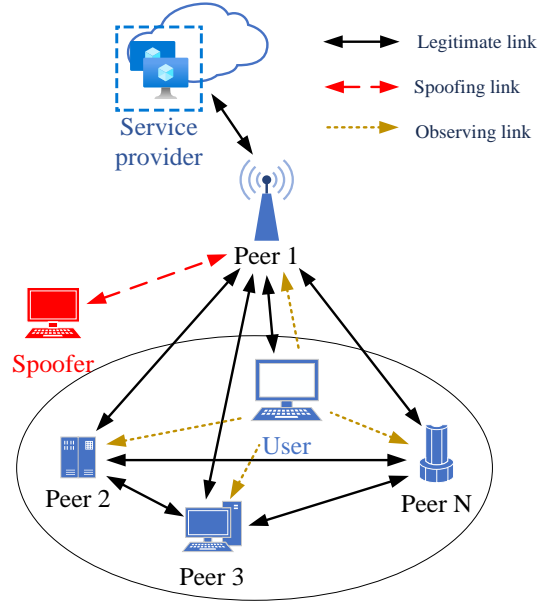 Legitimate link
Spoofing link
Observing link
Service
provider
Peer 1
Spoofer
User
Peer 2
Peer N
Peer 3